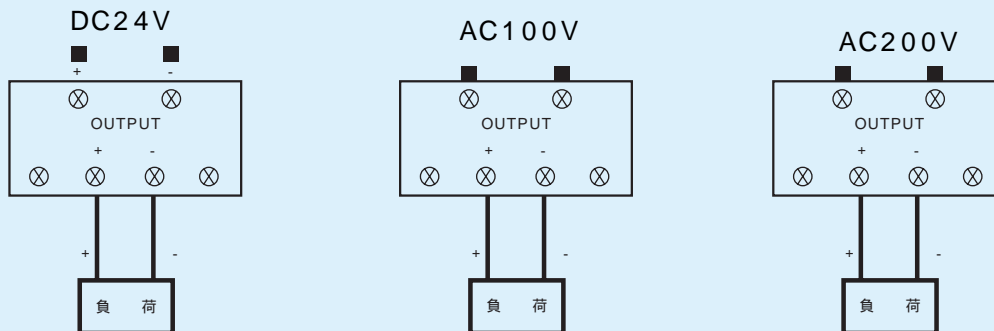 DC24V
+ -
OUTPUT
+ -
+ -
負 荷
AC100V
OUTPUT
+ -
+ -
負 荷
AC200V
OUTPUT
+ -
+ -
負 荷